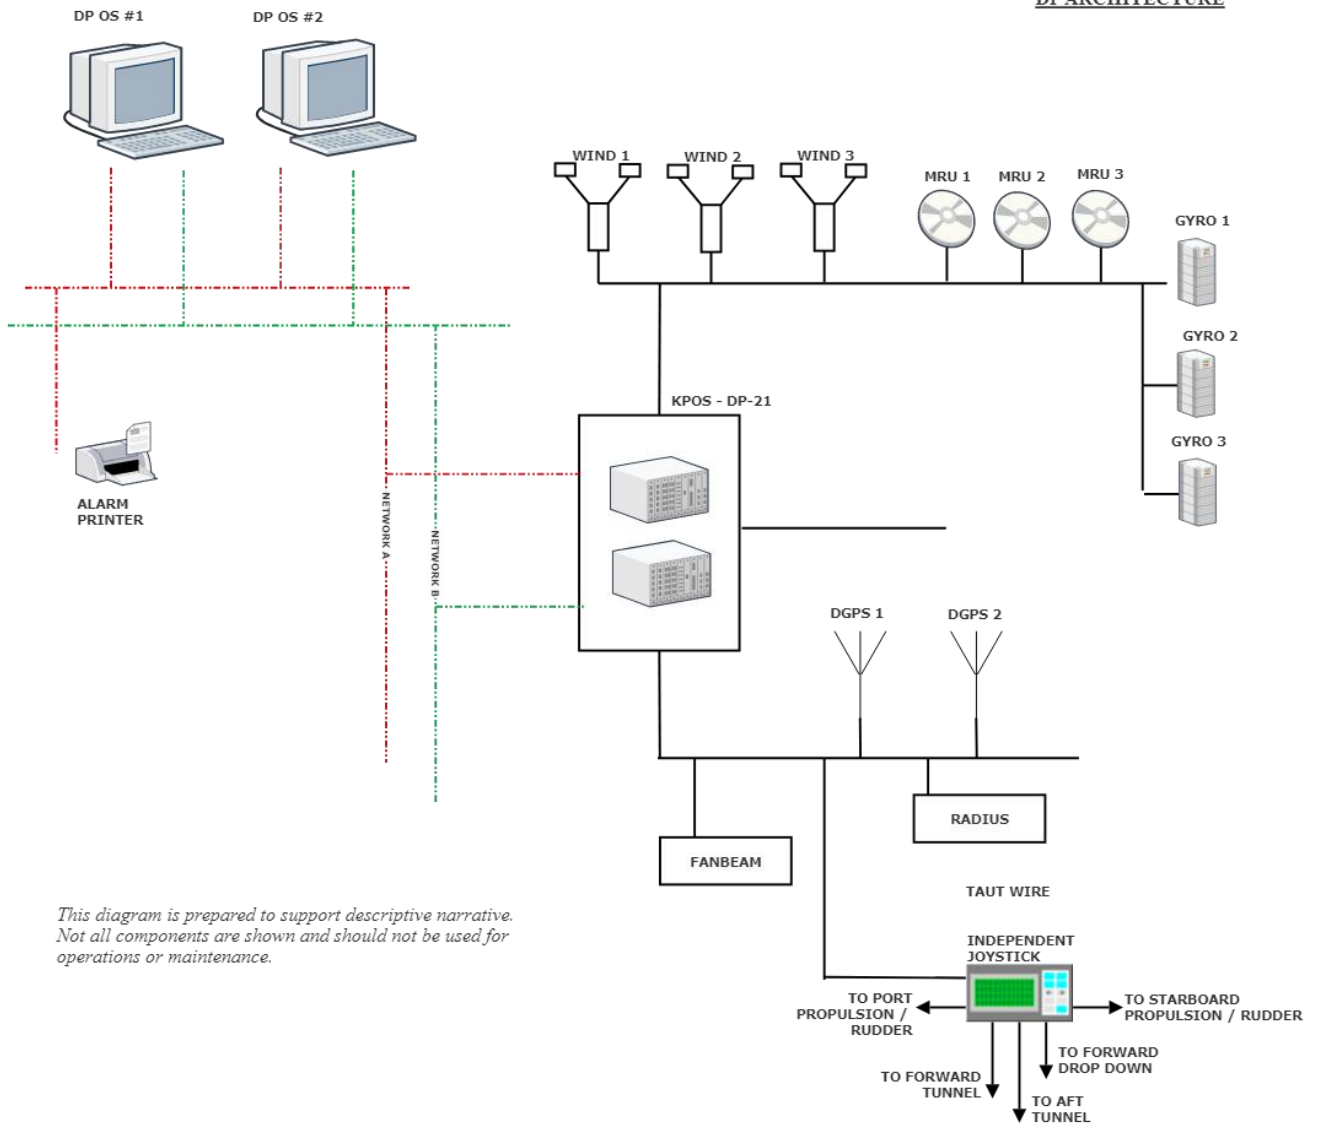 DP ARCHITECTURE
DP OS #1
DP OS #2
WIND 1
WIND 2
WIND 3
MRU 1
MRU 2
MRU 3
GYRO 1
GYRO 2
GYRO 3
KPOS - DP-21
ALARM
PRINTER
NETWORK A
NETWORK B
DGPS 1
DGPS 2
RADIUS
FANBEAM
TAUT WIRE
This diagram is prepared to support descriptive narrative.
Not all components are shown and should not be used for
operations or maintenance.
INDEPENDENT
JOYSTICK
TO PORT
PROPULSION /
RUDDER
TO STARBOARD
PROPULSION / RUDDER
TO FORWARD
DROP DOWN
TO FORWARD
TUNNEL
TO AFT
TUNNEL